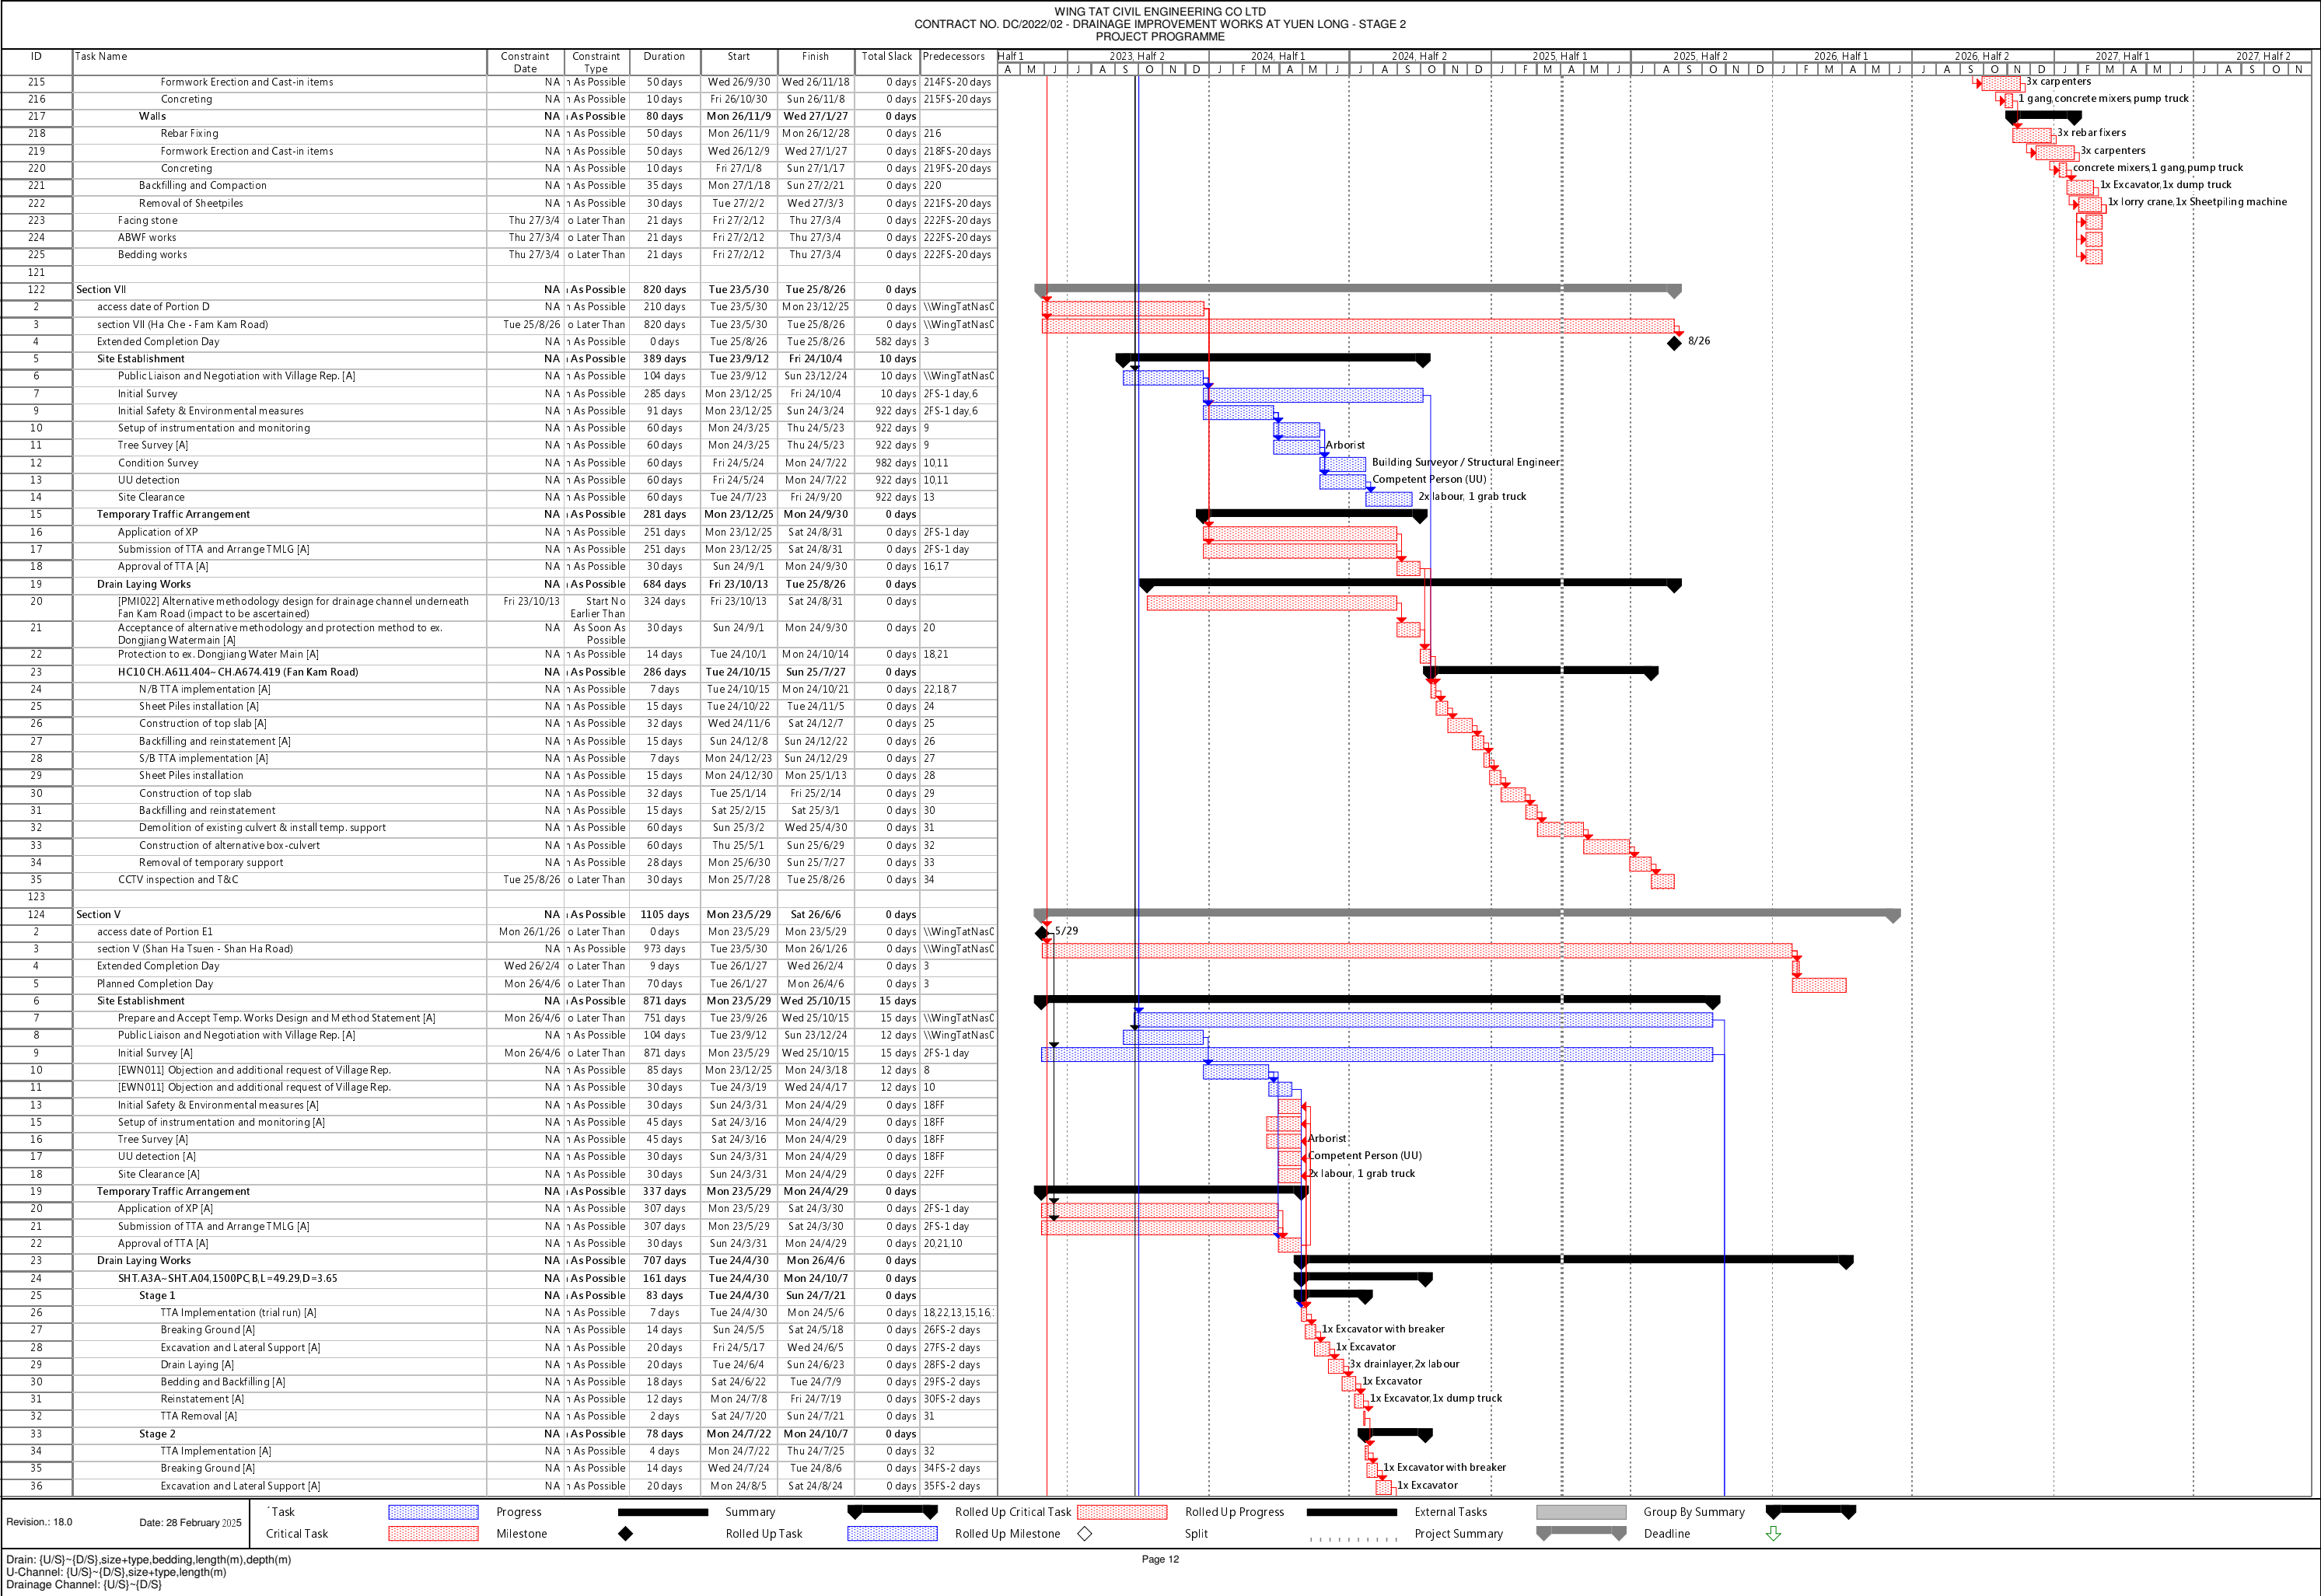 WING TAT CIVIL ENGINEERING CO LTD
CONTRACT NO. DC/2022/02 - DRAINAGE IMPROVEMENT WORKS AT YUEN LONG - STAGE 2
PROJECT PROGRAMME
ID Task Name Constraint Date Constraint Type Duration Start Finish Total Slack Predecessors Half 1 2023, Half 2 2024, Half 1 2024, Half 2 2025, Half 1 2025, Half 2 2026, Half 1 2026, Half 2 2027, Half 1 2027, Half 2
A M J J A S O N D J F M A M J J A S O N D J F M A M J J A S O N D J F M A M J J A S O N D J F M A M J J A S O N
215 Formwork Erection and Cast-in items NA ı As Possible 50 days Wed 26/9/30 Wed 26/11/18 0 days 214FS-20 days 3x carpenters
216 Concreting NA ı As Possible 10 days Fri 26/10/30 Sun 26/11/8 0 days 215FS-20 days 1 gang,concrete mixers,pump truck
217 Walls NA ı As Possible 80 days Mon 26/11/9 Wed 27/1/27 0 days
218 Rebar Fixing NA ı As Possible 50 days Mon 26/11/9 Mon 26/12/28 0 days 216 3x rebar fixers
219 Formwork Erection and Cast-in items NA ı As Possible 50 days Wed 26/12/9 Wed 27/1/27 0 days 218FS-20 days 3x carpenters
220 Concreting NA ı As Possible 10 days Fri 27/1/8 Sun 27/1/17 0 days 219FS-20 days concrete mixers,1 gang,pump truck
221 Backfilling and Compaction NA ı As Possible 35 days Mon 27/1/18 Sun 27/2/21 0 days 220 1x Excavator,1x dump truck
222 Removal of Sheetpiles NA ı As Possible 30 days Tue 27/2/2 Wed 27/3/3 0 days 221FS-20 days 1x lorry crane,1x Sheetpiling machine
223 Facing stone Thu 27/3/4 o Later Than 21 days Fri 27/2/12 Thu 27/3/4 0 days 222FS-20 days
224 ABWF works Thu 27/3/4 o Later Than 21 days Fri 27/2/12 Thu 27/3/4 0 days 222FS-20 days
225 Bedding works Thu 27/3/4 o Later Than 21 days Fri 27/2/12 Thu 27/3/4 0 days 222FS-20 days
121
122 Section VII NA ı As Possible 820 days Tue 23/5/30 Tue 25/8/26 0 days
2 access date of Portion D NA ı As Possible 210 days Tue 23/5/30 Mon 23/12/25 0 days \\WingTatNasC
3 section VII (Ha Che - Fam Kam Road) Tue 25/8/26 o Later Than 820 days Tue 23/5/30 Tue 25/8/26 0 days \\WingTatNasC
4 Extended Completion Day NA ı As Possible 0 days Tue 25/8/26 Tue 25/8/26 582 days 3 8/26
5 Site Establishment NA ı As Possible 389 days Tue 23/9/12 Fri 24/10/4 10 days
6 Public Liaison and Negotiation with Village Rep. [A] NA ı As Possible 104 days Tue 23/9/12 Sun 23/12/24 10 days \\WingTatNasC
7 Initial Survey NA ı As Possible 285 days Mon 23/12/25 Fri 24/10/4 10 days 2FS-1 day,6
9 Initial Safety & Environmental measures NA ı As Possible 91 days Mon 23/12/25 Sun 24/3/24 922 days 2FS-1 day,6
10 Setup of instrumentation and monitoring NA ı As Possible 60 days Mon 24/3/25 Thu 24/5/23 922 days 9
11 Tree Survey [A] NA ı As Possible 60 days Mon 24/3/25 Thu 24/5/23 922 days 9 Arborist
12 Condition Survey NA ı As Possible 60 days Fri 24/5/24 Mon 24/7/22 982 days 10,11 Building Surveyor / Structural Engineer
13 UU detection NA ı As Possible 60 days Fri 24/5/24 Mon 24/7/22 922 days 10,11 Competent Person (UU)
14 Site Clearance NA ı As Possible 60 days Tue 24/7/23 Fri 24/9/20 922 days 13 2x labour, 1 grab truck
15 Temporary Traffic Arrangement NA ı As Possible 281 days Mon 23/12/25 Mon 24/9/30 0 days
16 Application of XP NA ı As Possible 251 days Mon 23/12/25 Sat 24/8/31 0 days 2FS-1 day
17 Submission of TTA and Arrange TMLG [A] NA ı As Possible 251 days Mon 23/12/25 Sat 24/8/31 0 days 2FS-1 day
18 Approval of TTA [A] NA ı As Possible 30 days Sun 24/9/1 Mon 24/9/30 0 days 16,17
19 Drain Laying Works NA ı As Possible 684 days Fri 23/10/13 Tue 25/8/26 0 days
20 [PMI022] Alternative methodology design for drainage channel underneath Fri 23/10/13 Start No 324 days Fri 23/10/13 Sat 24/8/31 0 days
Fan Kam Road (impact to be ascertained) Earlier Than
21 Acceptance of alternative methodology and protection method to ex. NA As Soon As 30 days Sun 24/9/1 Mon 24/9/30 0 days 20
Dongjiang Watermain [A] Possible
22 Protection to ex. Dongjiang Water Main [A] NA ı As Possible 14 days Tue 24/10/1 Mon 24/10/14 0 days 18,21
23 HC10 CH.A611.404~ CH.A674.419 (Fan Kam Road) NA ı As Possible 286 days Tue 24/10/15 Sun 25/7/27 0 days
24 N/B TTA implementation [A] NA ı As Possible 7 days Tue 24/10/15 Mon 24/10/21 0 days 22,18,7
25 Sheet Piles installation [A] NA ı As Possible 15 days Tue 24/10/22 Tue 24/11/5 0 days 24
26 Construction of top slab [A] NA ı As Possible 32 days Wed 24/11/6 Sat 24/12/7 0 days 25
27 Backfilling and reinstatement [A] NA ı As Possible 15 days Sun 24/12/8 Sun 24/12/22 0 days 26
28 S/B TTA implementation [A] NA ı As Possible 7 days Mon 24/12/23 Sun 24/12/29 0 days 27
29 Sheet Piles installation NA ı As Possible 15 days Mon 24/12/30 Mon 25/1/13 0 days 28
30 Construction of top slab NA ı As Possible 32 days Tue 25/1/14 Fri 25/2/14 0 days 29
31 Backfilling and reinstatement NA ı As Possible 15 days Sat 25/2/15 Sat 25/3/1 0 days 30
32 Demolition of existing culvert & install temp. support NA ı As Possible 60 days Sun 25/3/2 Wed 25/4/30 0 days 31
33 Construction of alternative box-culvert NA ı As Possible 60 days Thu 25/5/1 Sun 25/6/29 0 days 32
34 Removal of temporary support NA ı As Possible 28 days Mon 25/6/30 Sun 25/7/27 0 days 33
35 CCTV inspection and T&C Tue 25/8/26 o Later Than 30 days Mon 25/7/28 Tue 25/8/26 0 days 34
123
124 Section V NA ı As Possible 1105 days Mon 23/5/29 Sat 26/6/6 0 days
2 access date of Portion E1 Mon 26/1/26 o Later Than 0 days Mon 23/5/29 Mon 23/5/29 0 days \\WingTatNasC 5/29
3 section V (Shan Ha Tsuen - Shan Ha Road) NA ı As Possible 973 days Tue 23/5/30 Mon 26/1/26 0 days \\WingTatNasC
4 Extended Completion Day Wed 26/2/4 o Later Than 9 days Tue 26/1/27 Wed 26/2/4 0 days 3
5 Planned Completion Day Mon 26/4/6 o Later Than 70 days Tue 26/1/27 Mon 26/4/6 0 days 3
6 Site Establishment NA ı As Possible 871 days Mon 23/5/29 Wed 25/10/15 15 days
7 Prepare and Accept Temp. Works Design and Method Statement [A] Mon 26/4/6 o Later Than 751 days Tue 23/9/26 Wed 25/10/15 15 days \\WingTatNasC
8 Public Liaison and Negotiation with Village Rep. [A] NA ı As Possible 104 days Tue 23/9/12 Sun 23/12/24 12 days \\WingTatNasC
9 Initial Survey [A] Mon 26/4/6 o Later Than 871 days Mon 23/5/29 Wed 25/10/15 15 days 2FS-1 day
10 [EWN011] Objection and additional request of Village Rep. NA ı As Possible 85 days Mon 23/12/25 Mon 24/3/18 12 days 8
11 [EWN011] Objection and additional request of Village Rep. NA ı As Possible 30 days Tue 24/3/19 Wed 24/4/17 12 days 10
13 Initial Safety & Environmental measures [A] NA ı As Possible 30 days Sun 24/3/31 Mon 24/4/29 0 days 18FF
15 Setup of instrumentation and monitoring [A] NA ı As Possible 45 days Sat 24/3/16 Mon 24/4/29 0 days 18FF
16 Tree Survey [A] NA ı As Possible 45 days Sat 24/3/16 Mon 24/4/29 0 days 18FF Arborist
17 UU detection [A] NA ı As Possible 30 days Sun 24/3/31 Mon 24/4/29 0 days 18FF Competent Person (UU)
18 Site Clearance [A] NA ı As Possible 30 days Sun 24/3/31 Mon 24/4/29 0 days 22FF 2x labour, 1 grab truck
19 Temporary Traffic Arrangement NA ı As Possible 337 days Mon 23/5/29 Mon 24/4/29 0 days
20 Application of XP [A] NA ı As Possible 307 days Mon 23/5/29 Sat 24/3/30 0 days 2FS-1 day
21 Submission of TTA and Arrange TMLG [A] NA ı As Possible 307 days Mon 23/5/29 Sat 24/3/30 0 days 2FS-1 day
22 Approval of TTA [A] NA ı As Possible 30 days Sun 24/3/31 Mon 24/4/29 0 days 20,21,10
23 Drain Laying Works NA ı As Possible 707 days Tue 24/4/30 Mon 26/4/6 0 days
24 SHT.A3A~SHT.A04,1500PC,B,L=49.29,D=3.65 NA ı As Possible 161 days Tue 24/4/30 Mon 24/10/7 0 days
25 Stage 1 NA ı As Possible 83 days Tue 24/4/30 Sun 24/7/21 0 days
26 TTA Implementation (trial run) [A] NA ı As Possible 7 days Tue 24/4/30 Mon 24/5/6 0 days 18,22,13,15,16,
27 Breaking Ground [A] NA ı As Possible 14 days Sun 24/5/5 Sat 24/5/18 0 days 26FS-2 days 1x Excavator with breaker
28 Excavation and Lateral Support [A] NA ı As Possible 20 days Fri 24/5/17 Wed 24/6/5 0 days 27FS-2 days 1x Excavator
29 Drain Laying [A] NA ı As Possible 20 days Tue 24/6/4 Sun 24/6/23 0 days 28FS-2 days 3x drainlayer,2x labour
30 Bedding and Backfilling [A] NA ı As Possible 18 days Sat 24/6/22 Tue 24/7/9 0 days 29FS-2 days 1x Excavator
31 Reinstatement [A] NA ı As Possible 12 days Mon 24/7/8 Fri 24/7/19 0 days 30FS-2 days 1x Excavator,1x dump truck
32 TTA Removal [A] NA ı As Possible 2 days Sat 24/7/20 Sun 24/7/21 0 days 31
33 Stage 2 NA ı As Possible 78 days Mon 24/7/22 Mon 24/10/7 0 days
34 TTA Implementation [A] NA ı As Possible 4 days Mon 24/7/22 Thu 24/7/25 0 days 32
35 Breaking Ground [A] NA ı As Possible 14 days Wed 24/7/24 Tue 24/8/6 0 days 34FS-2 days 1x Excavator with breaker
36 Excavation and Lateral Support [A] NA ı As Possible 20 days Mon 24/8/5 Sat 24/8/24 0 days 35FS-2 days 1x Excavator
Task Progress Summary Rolled Up Critical Task Rolled Up Progress External Tasks Group By Summary
Revision.: 18.0 Date: 28 February 2025
Critical Task Milestone Rolled Up Task Rolled Up Milestone Split Project Summary Deadline
Drain: {U/S}~{D/S},size+type,bedding,length(m),depth(m) Page 12
U-Channel: {U/S}~{D/S},size+type,length(m)
Drainage Channel: {U/S}~{D/S}